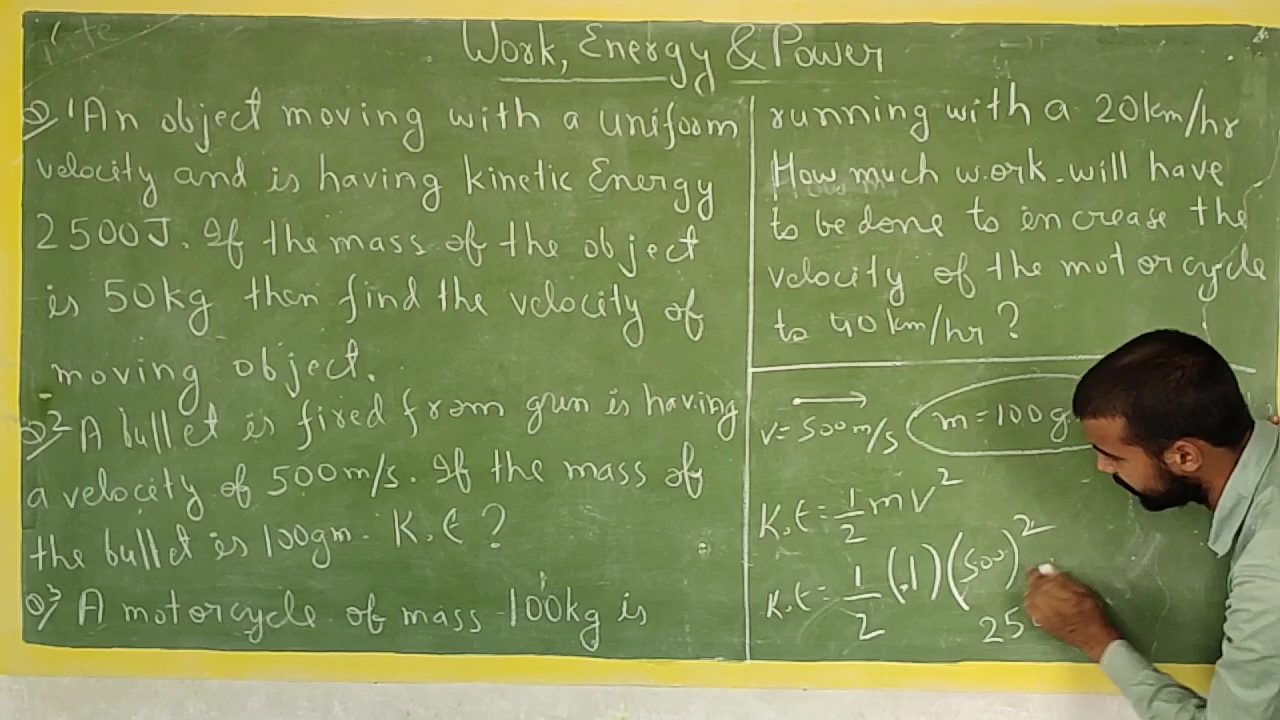 Work, Energy & Power
Q 1 An object moving with a uniform
velocity and is having kinetic Energy
2500J. If the mass of the object
is 50kg then find the velocity of
moving object.
Q 2 A bullet is fired from gun is having
a velocity of 500m/s. If the mass of
the bullet is 100gm. K.E ?
Q 3 A motorcycle of mass 100kg is
running with a 20km/hr
How much work will have
to be done to encrease the
velocity of the motorcycle
to 40km/hr ?
v = 500m/s m = 100g
K.E = 1/2 mv²
K.E = 1/2 (.1) (500)²
25